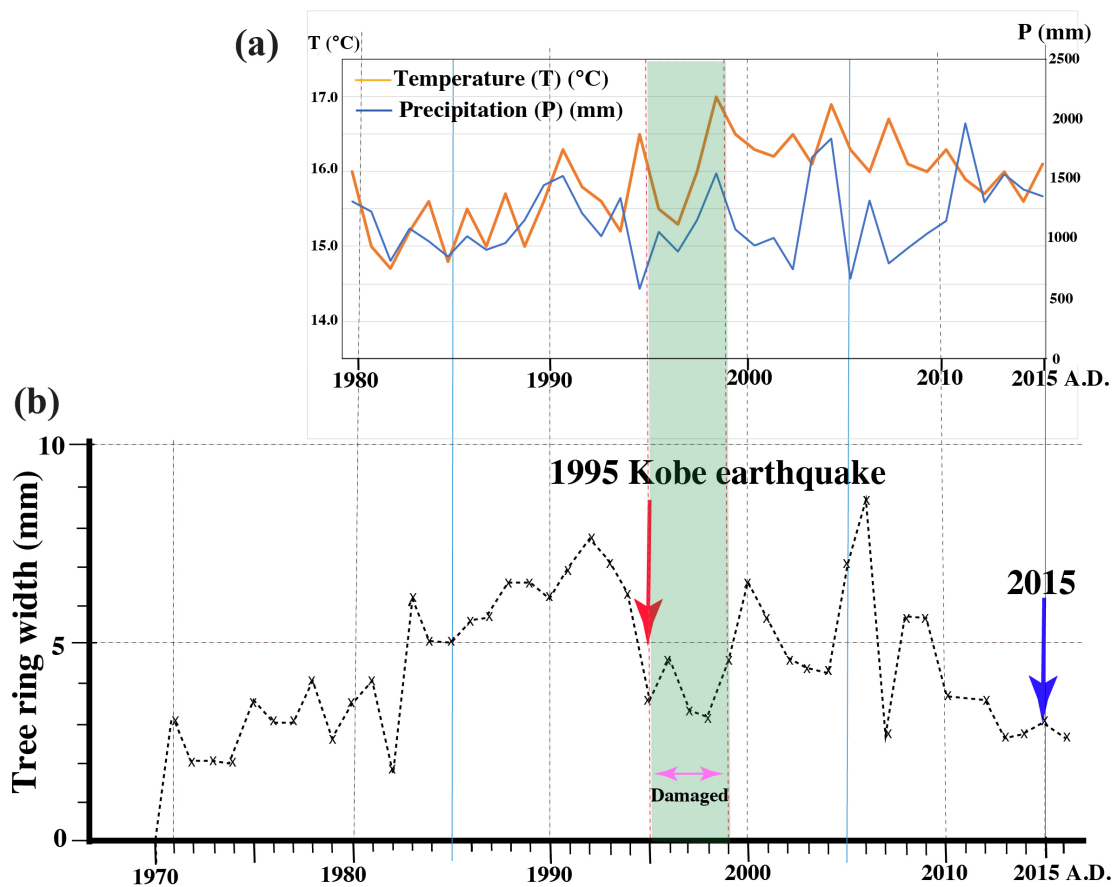 (a)
T (°C)
P (mm)
Temperature (T) (°C)
Precipitation (P) (mm)
17.0
16.0
15.0
14.0
2500
2000
1500
1000
500
0
1980
1990
2000
2010
2015 A.D.
(b)
Tree ring width (mm)
10
5
0
1995 Kobe earthquake
2015
Damaged
1970
1980
1990
2000
2010
2015 A.D.